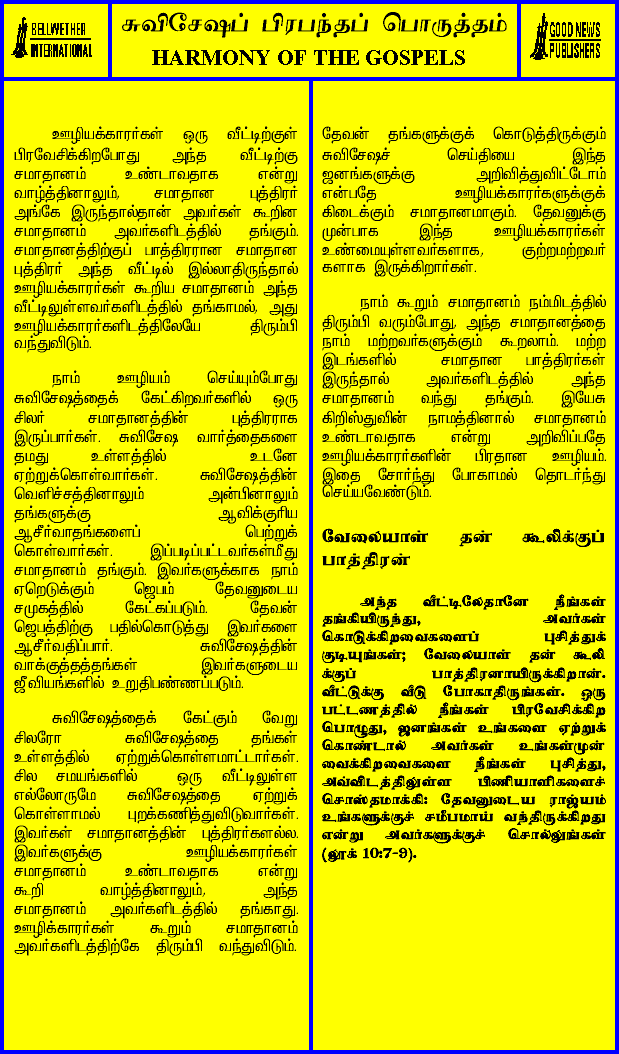 BELLWETHER
INTERNATIONAL
சுவிசேஷப் பிரபந்தப் பொருத்தம்
HARMONY OF THE GOSPELS
GOOD NEWS
PUBLISHERS
ஊழியக்காரர்கள் ஒரு வீட்டிற்குள்
பிரவேசிக்கிறபோது அந்த வீட்டிற்கு
சமாதானம் உண்டாவதாக என்று
வாழ்த்தினாலும், சமாதான புத்திரர்
அங்கே இருந்தால்தான் அவர்கள் கூறின
சமாதானம் அவர்களிடத்தில் தங்கும்.
சமாதானத்திற்குப் பாத்திரரான சமாதான
புத்திரர் அந்த வீட்டில் இல்லாதிருந்தால்
ஊழியக்காரர்கள் கூறிய சமாதானம் அந்த
வீட்டிலுள்ளவர்களிடத்தில் தங்காமல், அது
ஊழியக்காரர்களிடத்திலேயே திரும்பி
வந்துவிடும்.
நாம் ஊழியம் செய்யும்போது
சுவிசேஷத்தைக் கேட்கிறவர்களில் ஒரு
சிலர் சமாதானத்தின் புத்திரராக
இருப்பார்கள். சுவிசேஷ வார்த்தைகளை
தமது உள்ளத்தில் உடனே
ஏற்றுக்கொள்வார்கள். சுவிசேஷத்தின்
வெளிச்சத்தினாலும் அன்பினாலும்
தங்களுக்கு ஆவிக்குரிய
ஆசீர்வாதங்களைப் பெற்றுக்
கொள்வார்கள். இப்படிப்பட்டவர்கள்மீது
சமாதானம் தங்கும். இவர்களுக்காக நாம்
ஏறெடுக்கும் ஜெபம் தேவனுடைய
சமுகத்தில் கேட்கப்படும். தேவன்
ஜெபத்திற்கு பதில்கொடுத்து இவர்களை
ஆசீர்வதிப்பார். சுவிசேஷத்தின்
வாக்குத்தத்தங்கள் இவர்களுடைய
ஜீவியங்களில் உறுதிபண்ணப்படும்.
சுவிசேஷத்தைக் கேட்கும் வேறு
சிலரோ சுவிசேஷத்தை தங்கள்
உள்ளத்தில் ஏற்றுக்கொள்ளமாட்டார்கள்.
சில சமயங்களில் ஒரு வீட்டிலுள்ள
எல்லோருமே சுவிசேஷத்தை ஏற்றுக்
கொள்ளாமல் புறக்கணித்துவிடுவார்கள்.
இவர்கள் சமாதானத்தின் புத்திரர்களல்ல.
இவர்களுக்கு ஊழியக்காரர்கள்
சமாதானம் உண்டாவதாக என்று
கூறி வாழ்த்தினாலும், அந்த
சமாதானம் அவர்களிடத்தில் தங்காது.
ஊழிக்காரர்கள் கூறும் சமாதானம்
அவர்களிடத்திற்கே திரும்பி வந்துவிடும்.
தேவன் தங்களுக்குக் கொடுத்திருக்கும்
சுவிசேஷச் செய்தியை இந்த
ஜனங்களுக்கு அறிவித்துவிட்டோம்
என்பதே ஊழியக்காரர்களுக்குக்
கிடைக்கும் சமாதானமாகும். தேவனுக்கு
முன்பாக இந்த ஊழியக்காரர்கள்
உண்மையுள்ளவர்களாக, குற்றமற்றவர்
களாக இருக்கிறார்கள்.
நாம் கூறும் சமாதானம் நம்மிடத்தில்
திரும்பி வரும்போது, அந்த சமாதானத்தை
நாம் மற்றவர்களுக்கும் கூறலாம். மற்ற
இடங்களில் சமாதான பாத்திரர்கள்
இருந்தால் அவர்களிடத்தில் அந்த
சமாதானம் வந்து தங்கும். இயேசு
கிறிஸ்துவின் நாமத்தினால் சமாதானம்
உண்டாவதாக என்று அறிவிப்பதே
ஊழியக்காரர்களின் பிரதான ஊழியம்.
இதை சோர்ந்து போகாமல் தொடர்ந்து
செய்யவேண்டும்.
வேலையாள் தன் கூலிக்குப்
பாத்திரன்
அந்த வீட்டிலேதானே நீங்கள்
தங்கியிருந்து, அவர்கள்
கொடுக்கிறவைகளைப் புசித்துக்
குடியுங்கள்; வேலையாள் தன் கூலி
க்குப் பாத்திரனாயிருக்கிறான்.
வீட்டுக்கு வீடு போகாதிருங்கள். ஒரு
பட்டணத்தில் நீங்கள் பிரவேசிக்கிற
பொழுது, ஜனங்கள் உங்களை ஏற்றுக்
கொண்டால் அவர்கள் உங்கள்முன்
வைக்கிறவைகளை நீங்கள் புசித்து,
அவ்விடத்திலுள்ள பிணியாளிகளைச்
சொஸ்தமாக்கி: தேவனுடைய ராஜ்யம்
உங்களுக்குச் சமீபமாய் வந்திருக்கிறது
என்று அவர்களுக்குச் சொல்லுங்கள்
(லூக் 10:7-9).